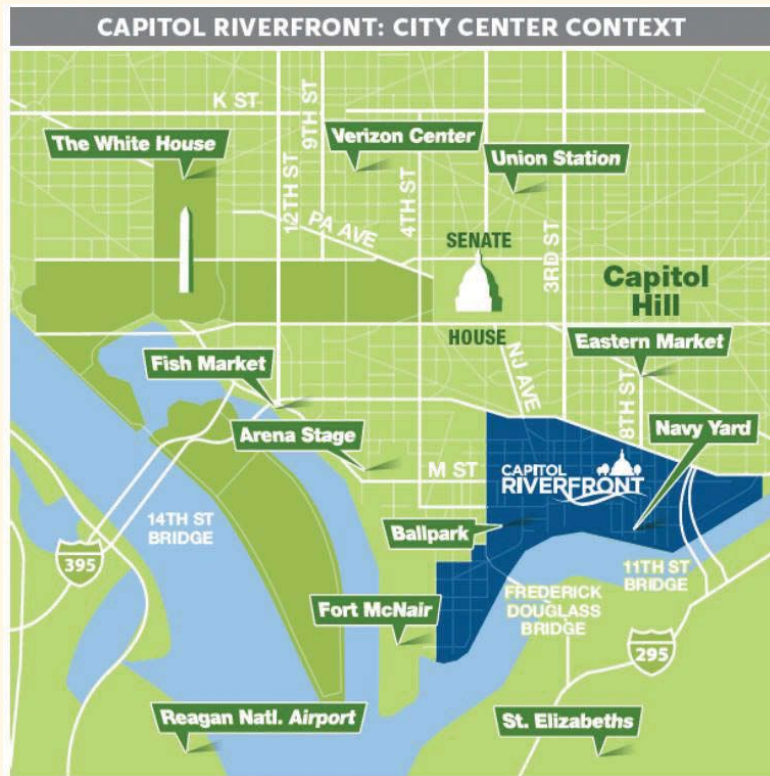 CAPITOL RIVERFRONT: CITY CENTER CONTEXT
K ST
9TH ST
The White House
Verizon Center
Union Station
12TH ST
4TH ST
PA AVE
SENATE
3RD ST
Capitol
Hill
HOUSE
Eastern Market
Fish Market
NJ AVE
8TH ST
Navy Yard
Arena Stage
M ST
CAPITOL
RIVERFRONT
14TH ST
BRIDGE
Ballpark
395
11TH ST
BRIDGE
FREDERICK
DOUGLASS
BRIDGE
Fort McNair
295
Reagan Natl. Airport
St. Elizabeths